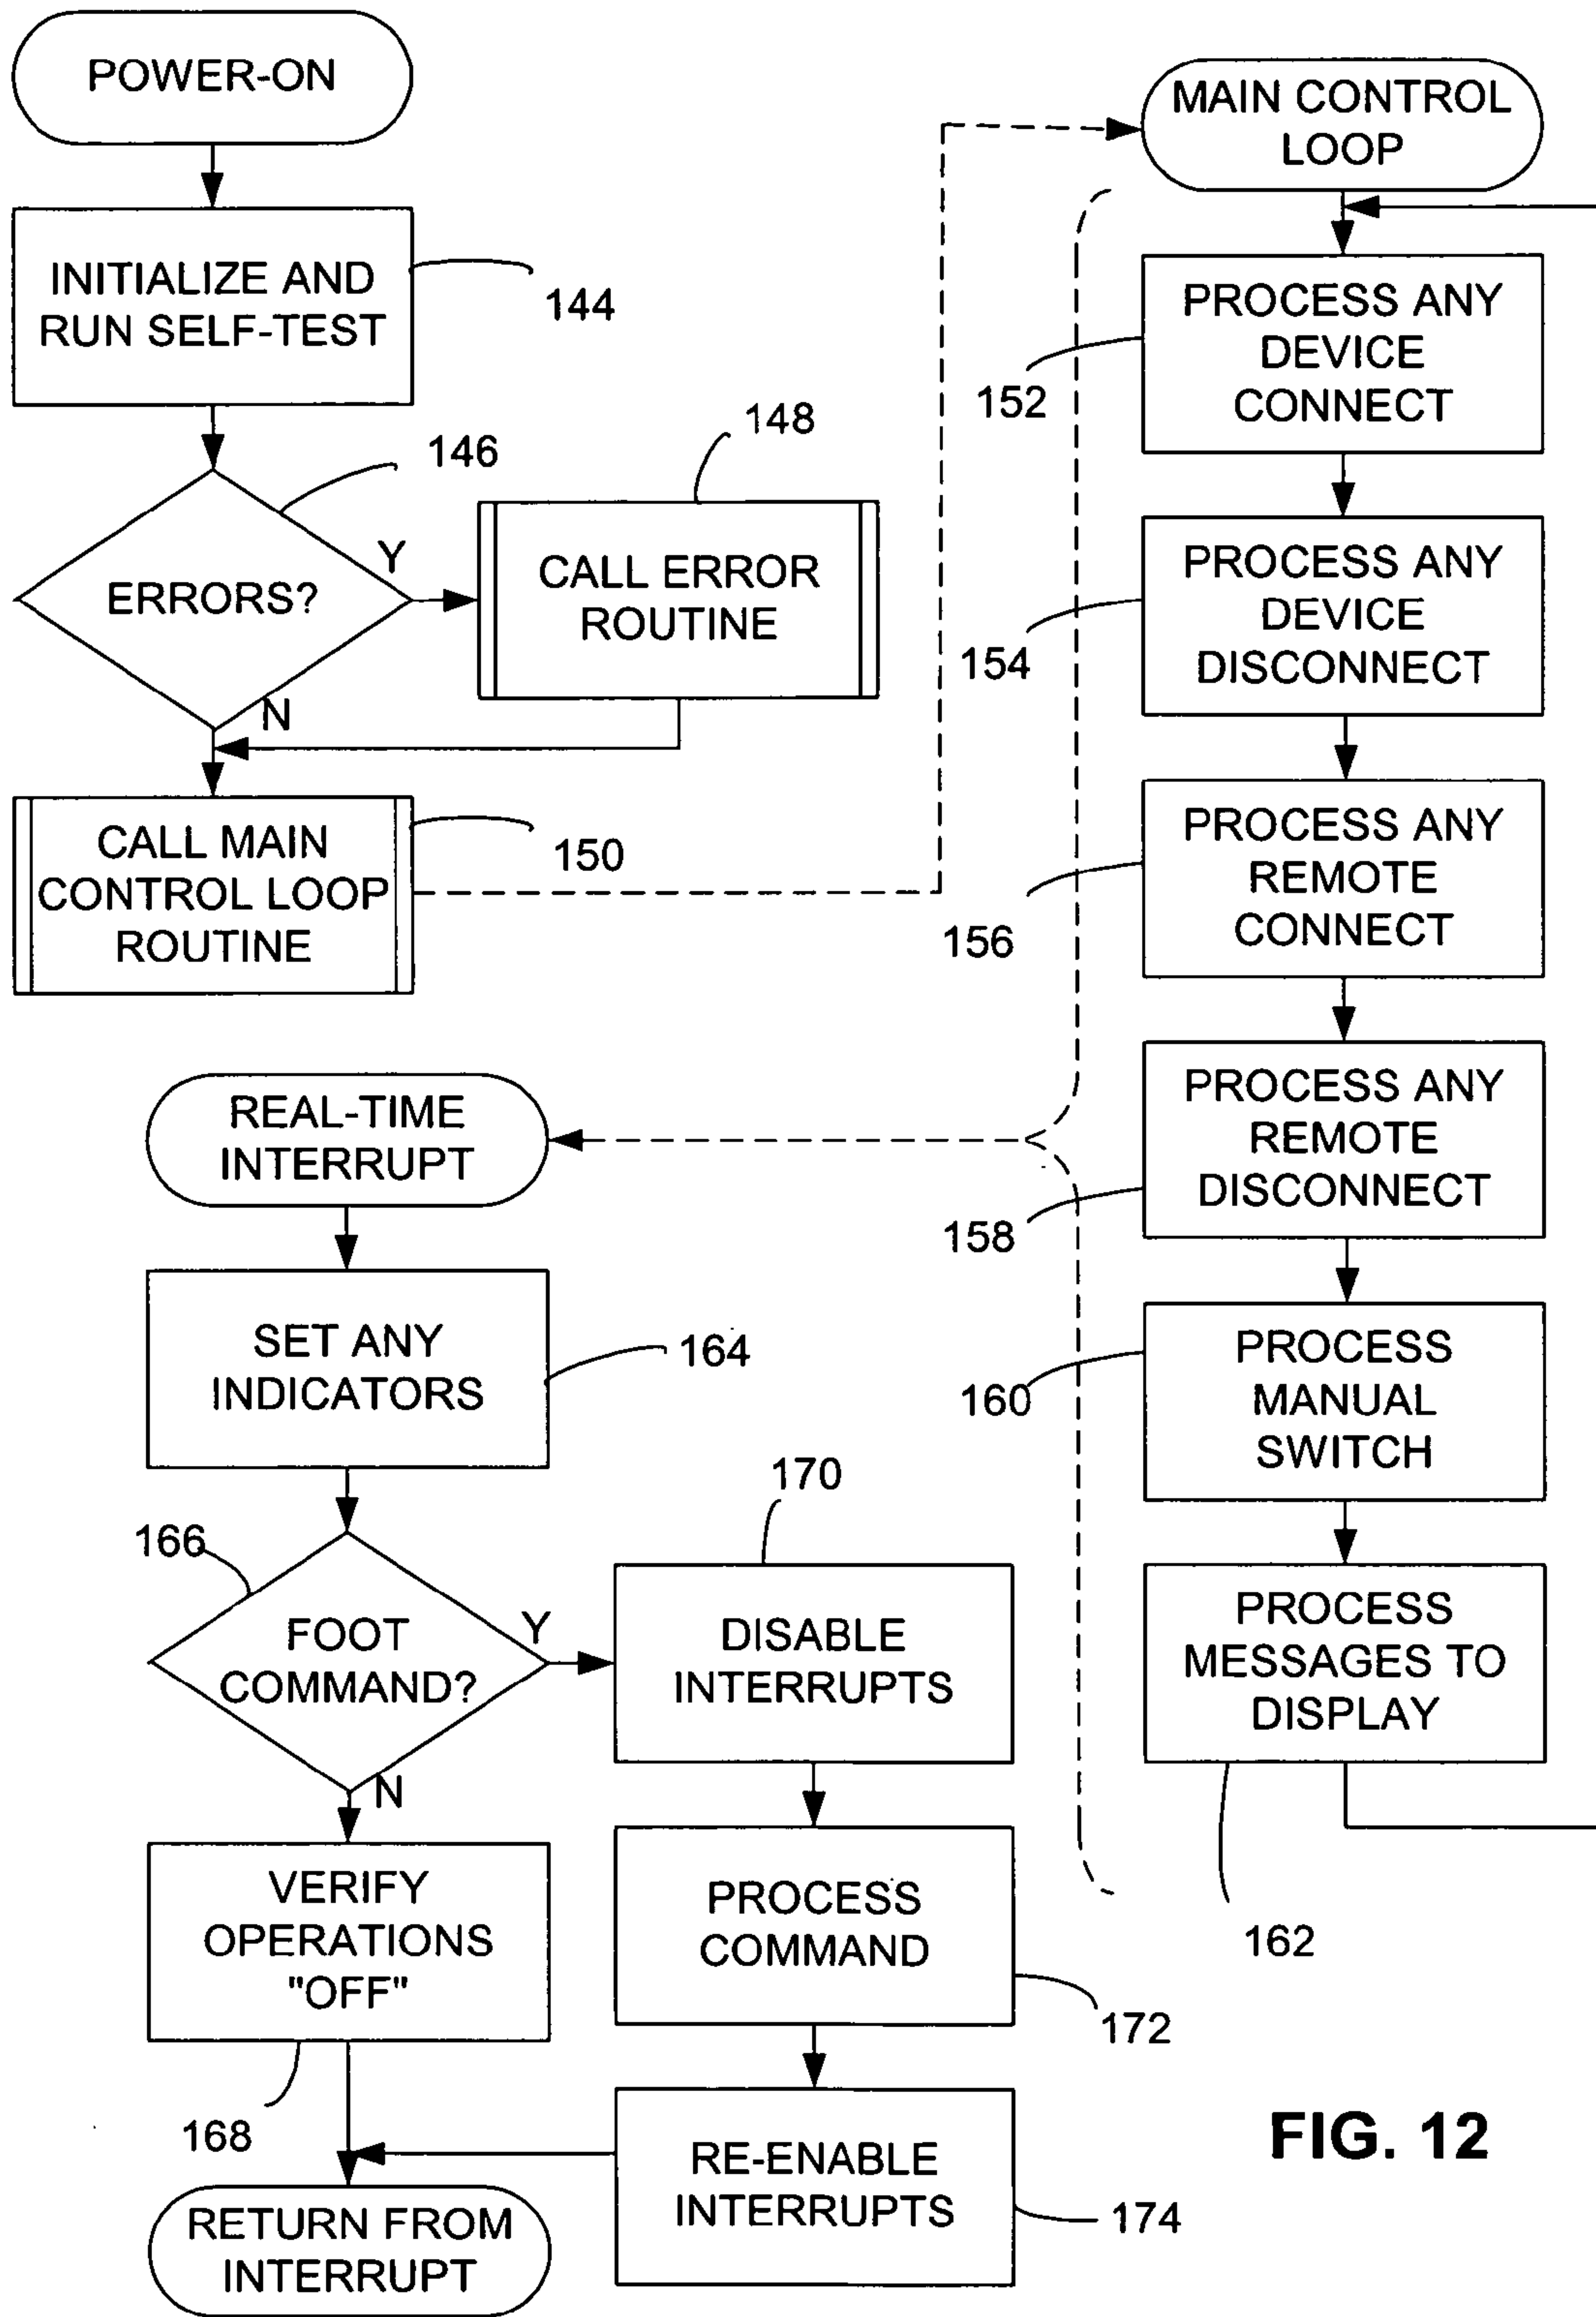 POWER-ON
INITIALIZE AND
RUN SELF-TEST
144
146
ERRORS?
Y
N
148
CALL ERROR
ROUTINE
CALL MAIN
CONTROL LOOP
ROUTINE
150
MAIN CONTROL
LOOP
PROCESS ANY
DEVICE
CONNECT
152
PROCESS ANY
DEVICE
DISCONNECT
154
PROCESS ANY
REMOTE
CONNECT
156
PROCESS ANY
REMOTE
DISCONNECT
158
PROCESS
MANUAL
SWITCH
160
PROCESS
MESSAGES TO
DISPLAY
162
REAL-TIME
INTERRUPT
SET ANY
INDICATORS
164
166
FOOT
COMMAND?
Y
N
170
DISABLE
INTERRUPTS
VERIFY
OPERATIONS
"OFF"
168
PROCESS
COMMAND
172
RE-ENABLE
INTERRUPTS
174
RETURN FROM
INTERRUPT
FIG. 12